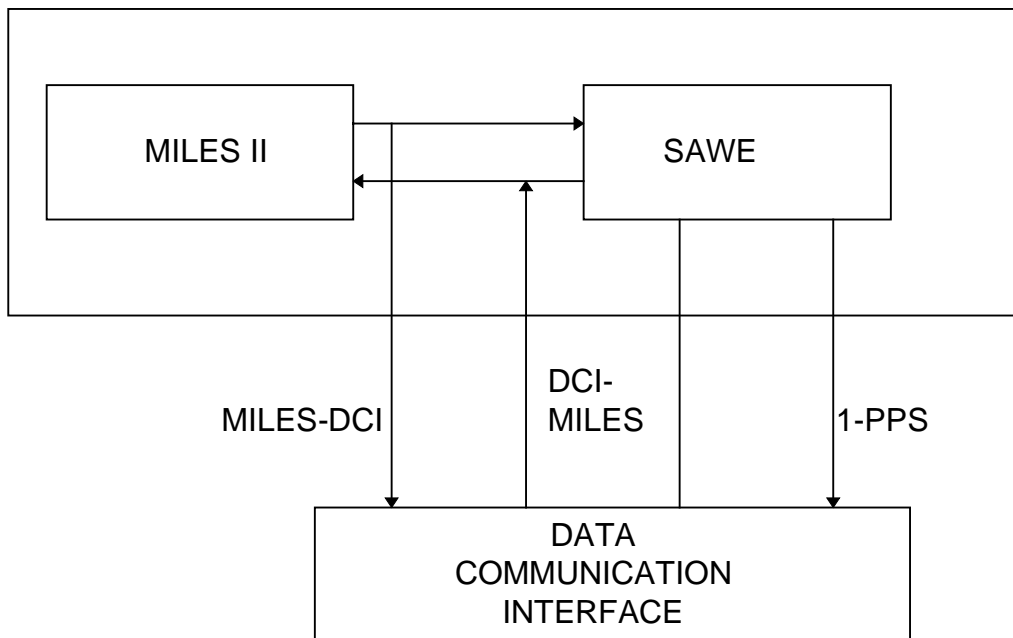 MILES II
SAWE
MILES-DCI
DCI-
MILES
1-PPS
DATA
COMMUNICATION
INTERFACE